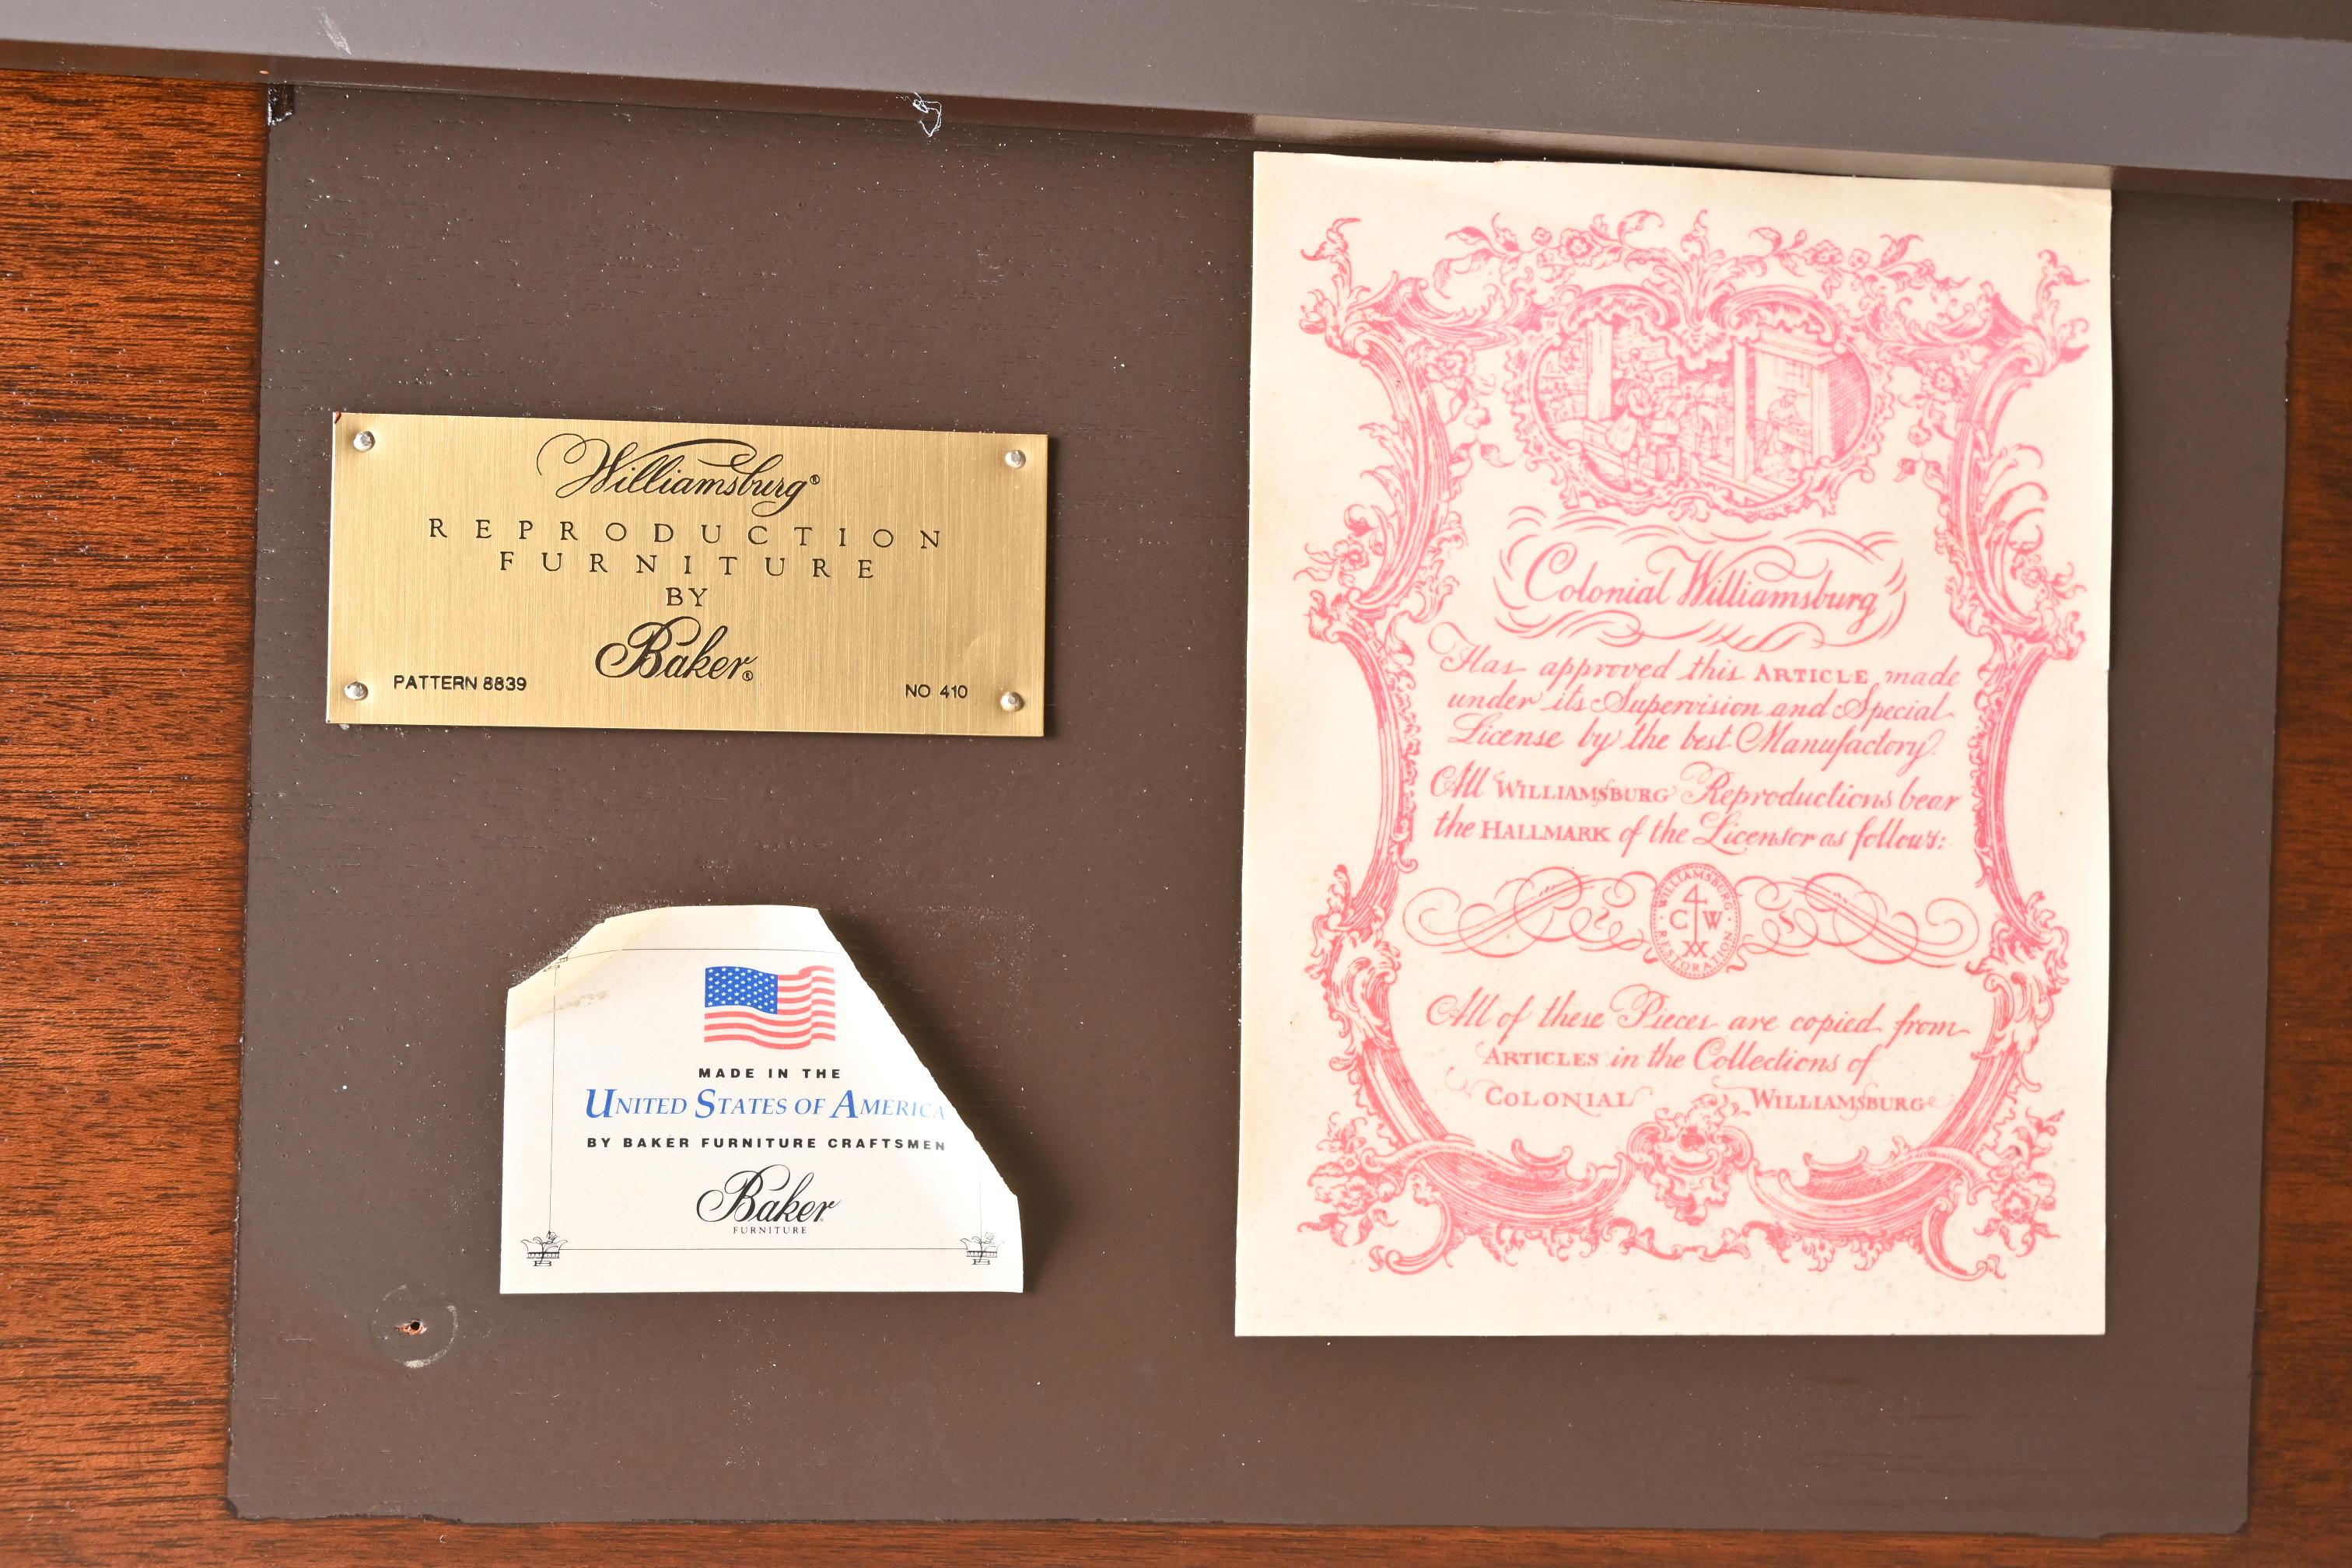 Williamsburg®
REPRODUCTION
FURNITURE
BY
Baker®
PATTERN 8839
NO 410
MADE IN THE
UNITED STATES OF AMERICA
BY BAKER FURNITURE CRAFTSMEN
Baker
FURNITURE
Colonial Williamsburg
Has approved this ARTICLE made
under its Supervision and Special
License by the best Manufactory.
All WILLIAMSBURG Reproductions bear
the HALLMARK of the Licensor as follows:
WILLIAMSBURG
CW
RESTORATION
All of these Pieces are copied from
ARTICLES in the Collections of
COLONIAL WILLIAMSBURG